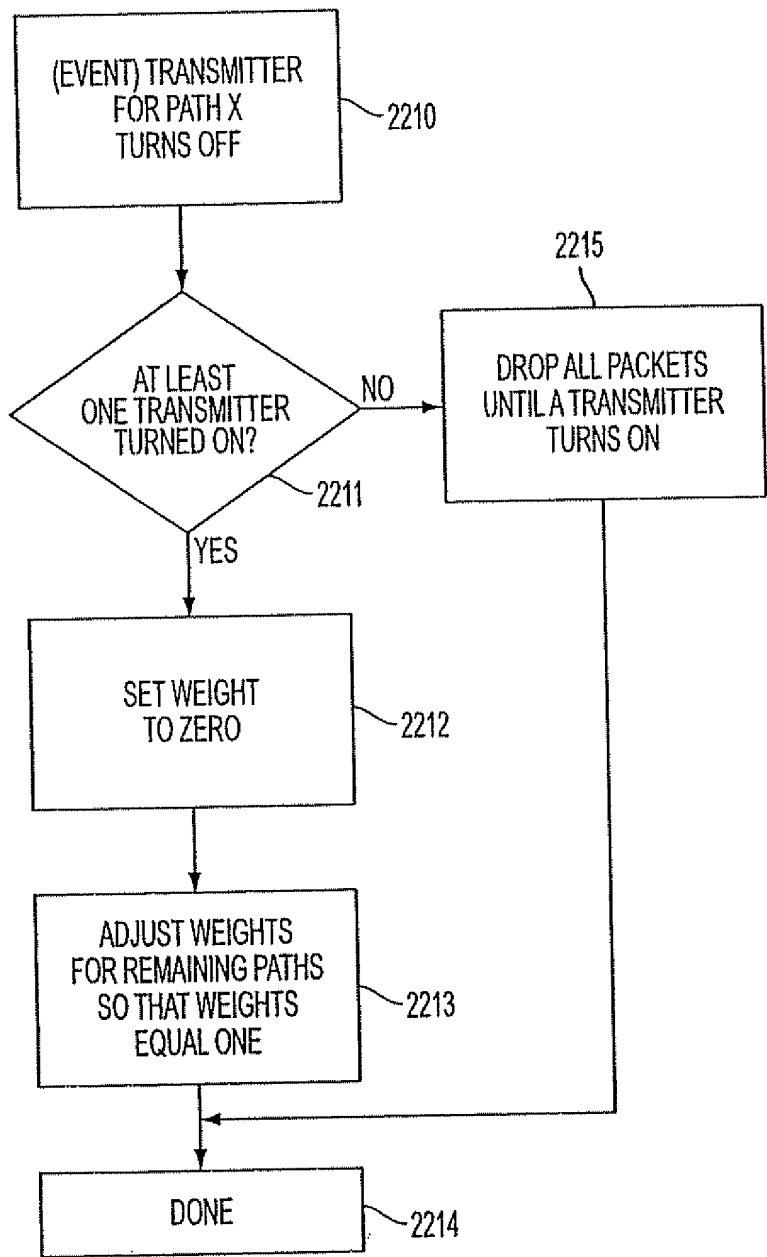 (EVENT) TRANSMITTER
FOR PATH X
TURNS OFF
2210
2215
AT LEAST
ONE TRANSMITTER
TURNED ON?
NO
DROP ALL PACKETS
UNTIL A TRANSMITTER
TURNS ON
2211
YES
SET WEIGHT
TO ZERO
2212
ADJUST WEIGHTS
FOR REMAINING PATHS
SO THAT WEIGHTS
EQUAL ONE
2213
DONE
2214